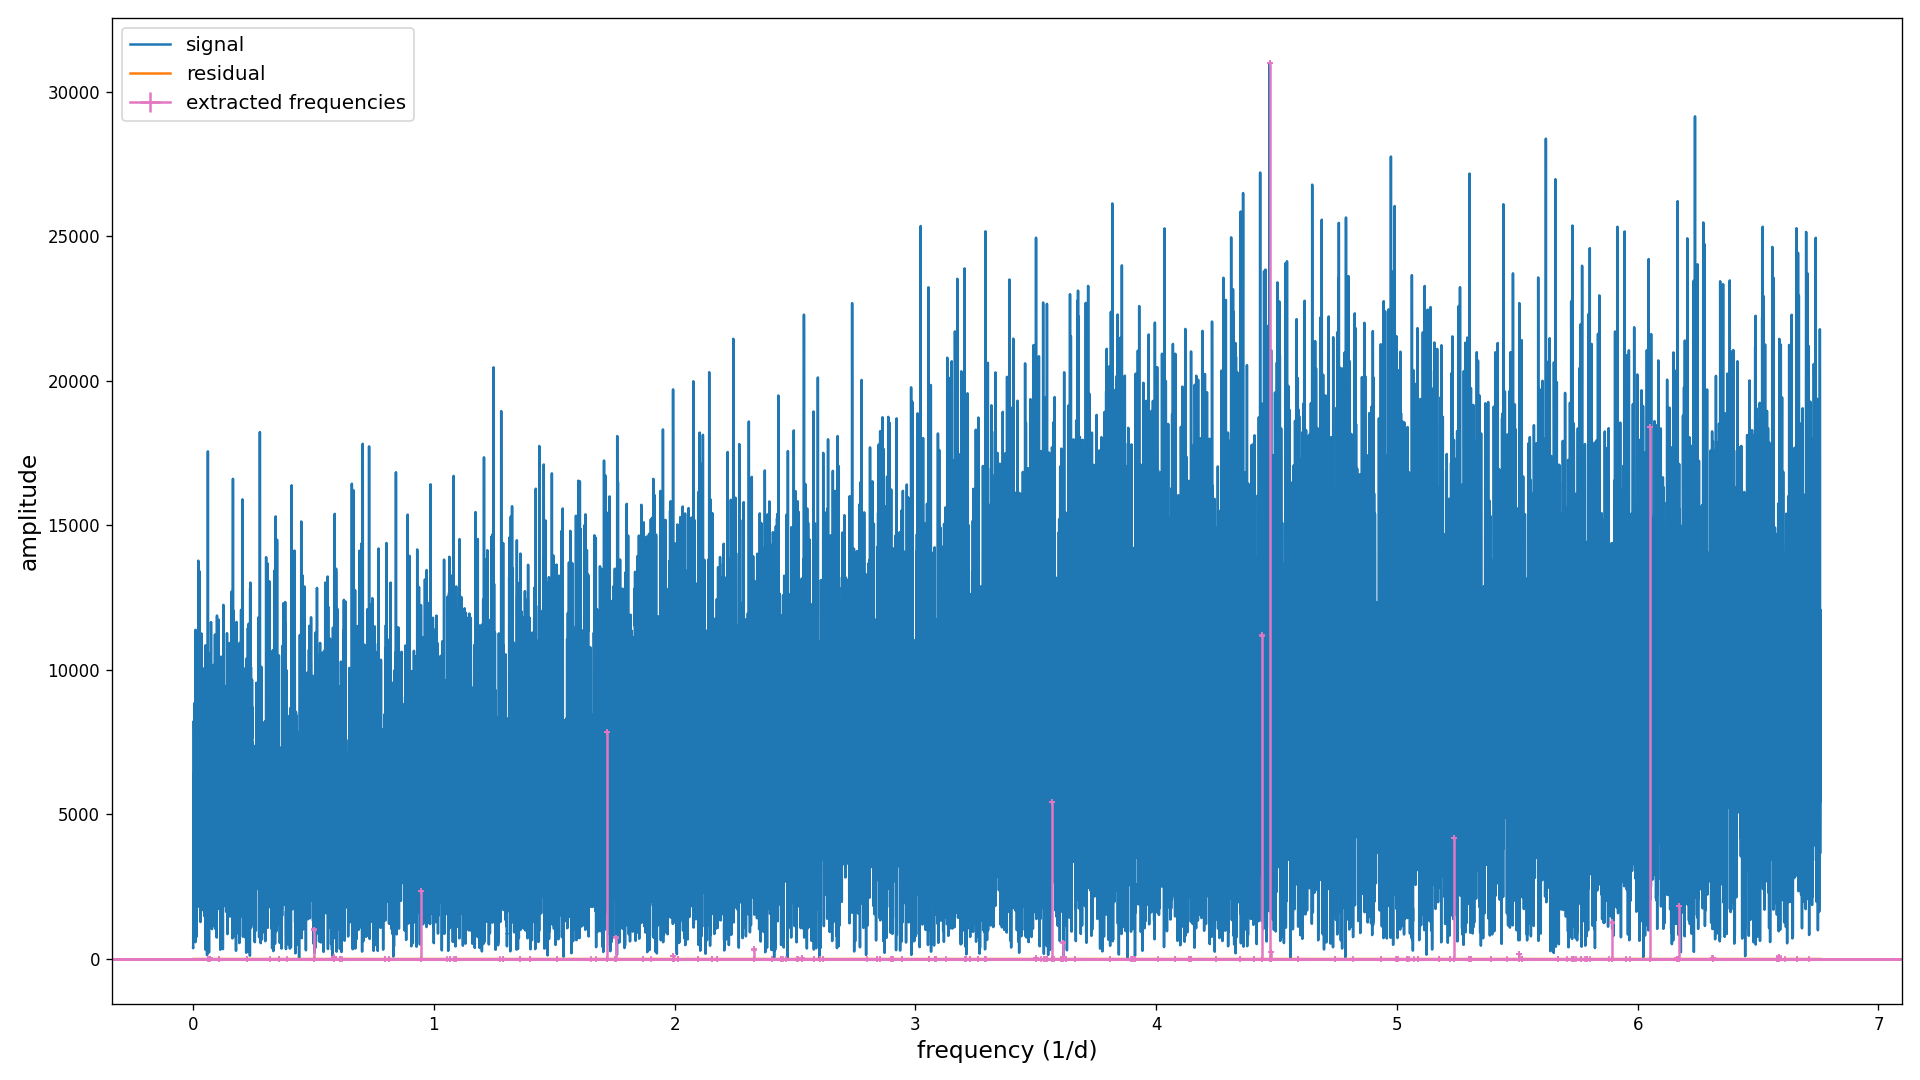 signal
residual
extracted frequencies
amplitude
30000
25000
20000
15000
10000
5000
0
0 1 2 3 4 5 6 7
frequency (1/d)